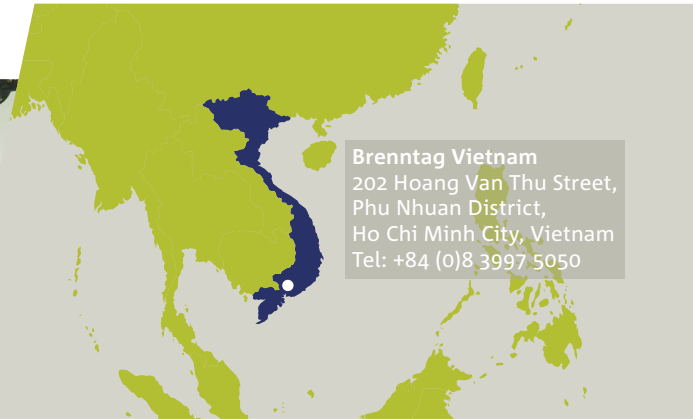 Brenntag Vietnam
202 Hoang Van Thu Street,
Phu Nhuan District,
Ho Chi Minh City, Vietnam
Tel: +84 (0)8 3997 5050